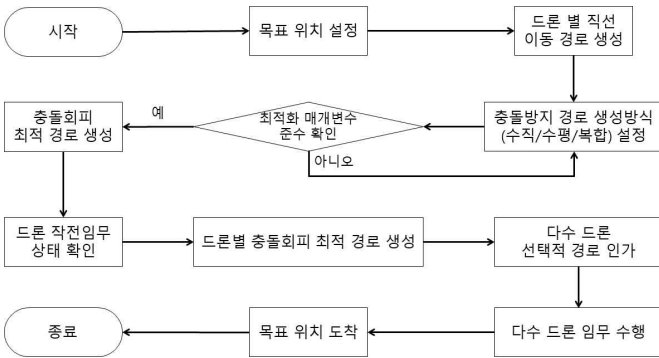 시작
목표 위치 설정
드론 별 직선
이동 경로 생성
충돌방지 경로 생성방식
(수직/수평/복합) 설정
최적화 매개변수
준수 확인
예
아니오
충돌회피
최적 경로 생성
드론 작전임무
상태 확인
드론별 충돌회피 최적 경로 생성
다수 드론
선택적 경로 인가
다수 드론 임무 수행
목표 위치 도착
종료